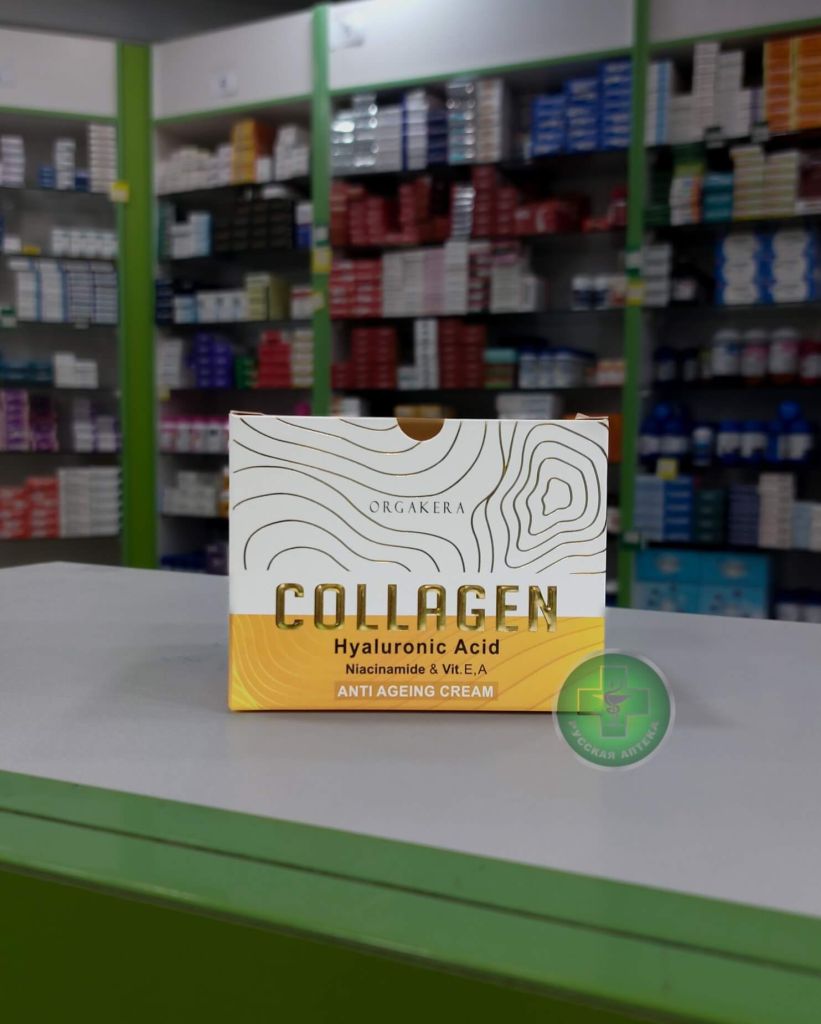 ORGAKERA
COLLAGEN
Hyaluronic Acid
Niacinamide & Vit.E,A
ANTI AGEING CREAM
РУССКАЯ АПТЕКА